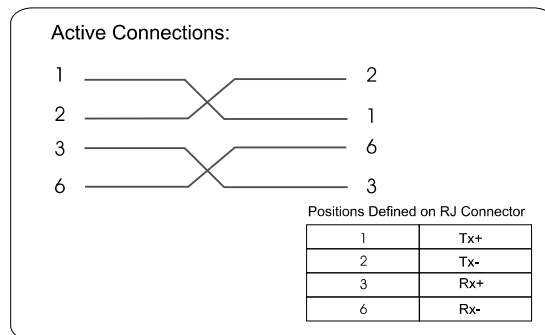 Active Connections:
1 2
2 1
3 6
6 3
Positions Defined on RJ Connector
1 Tx+
2 Tx-
3 Rx+
6 Rx-